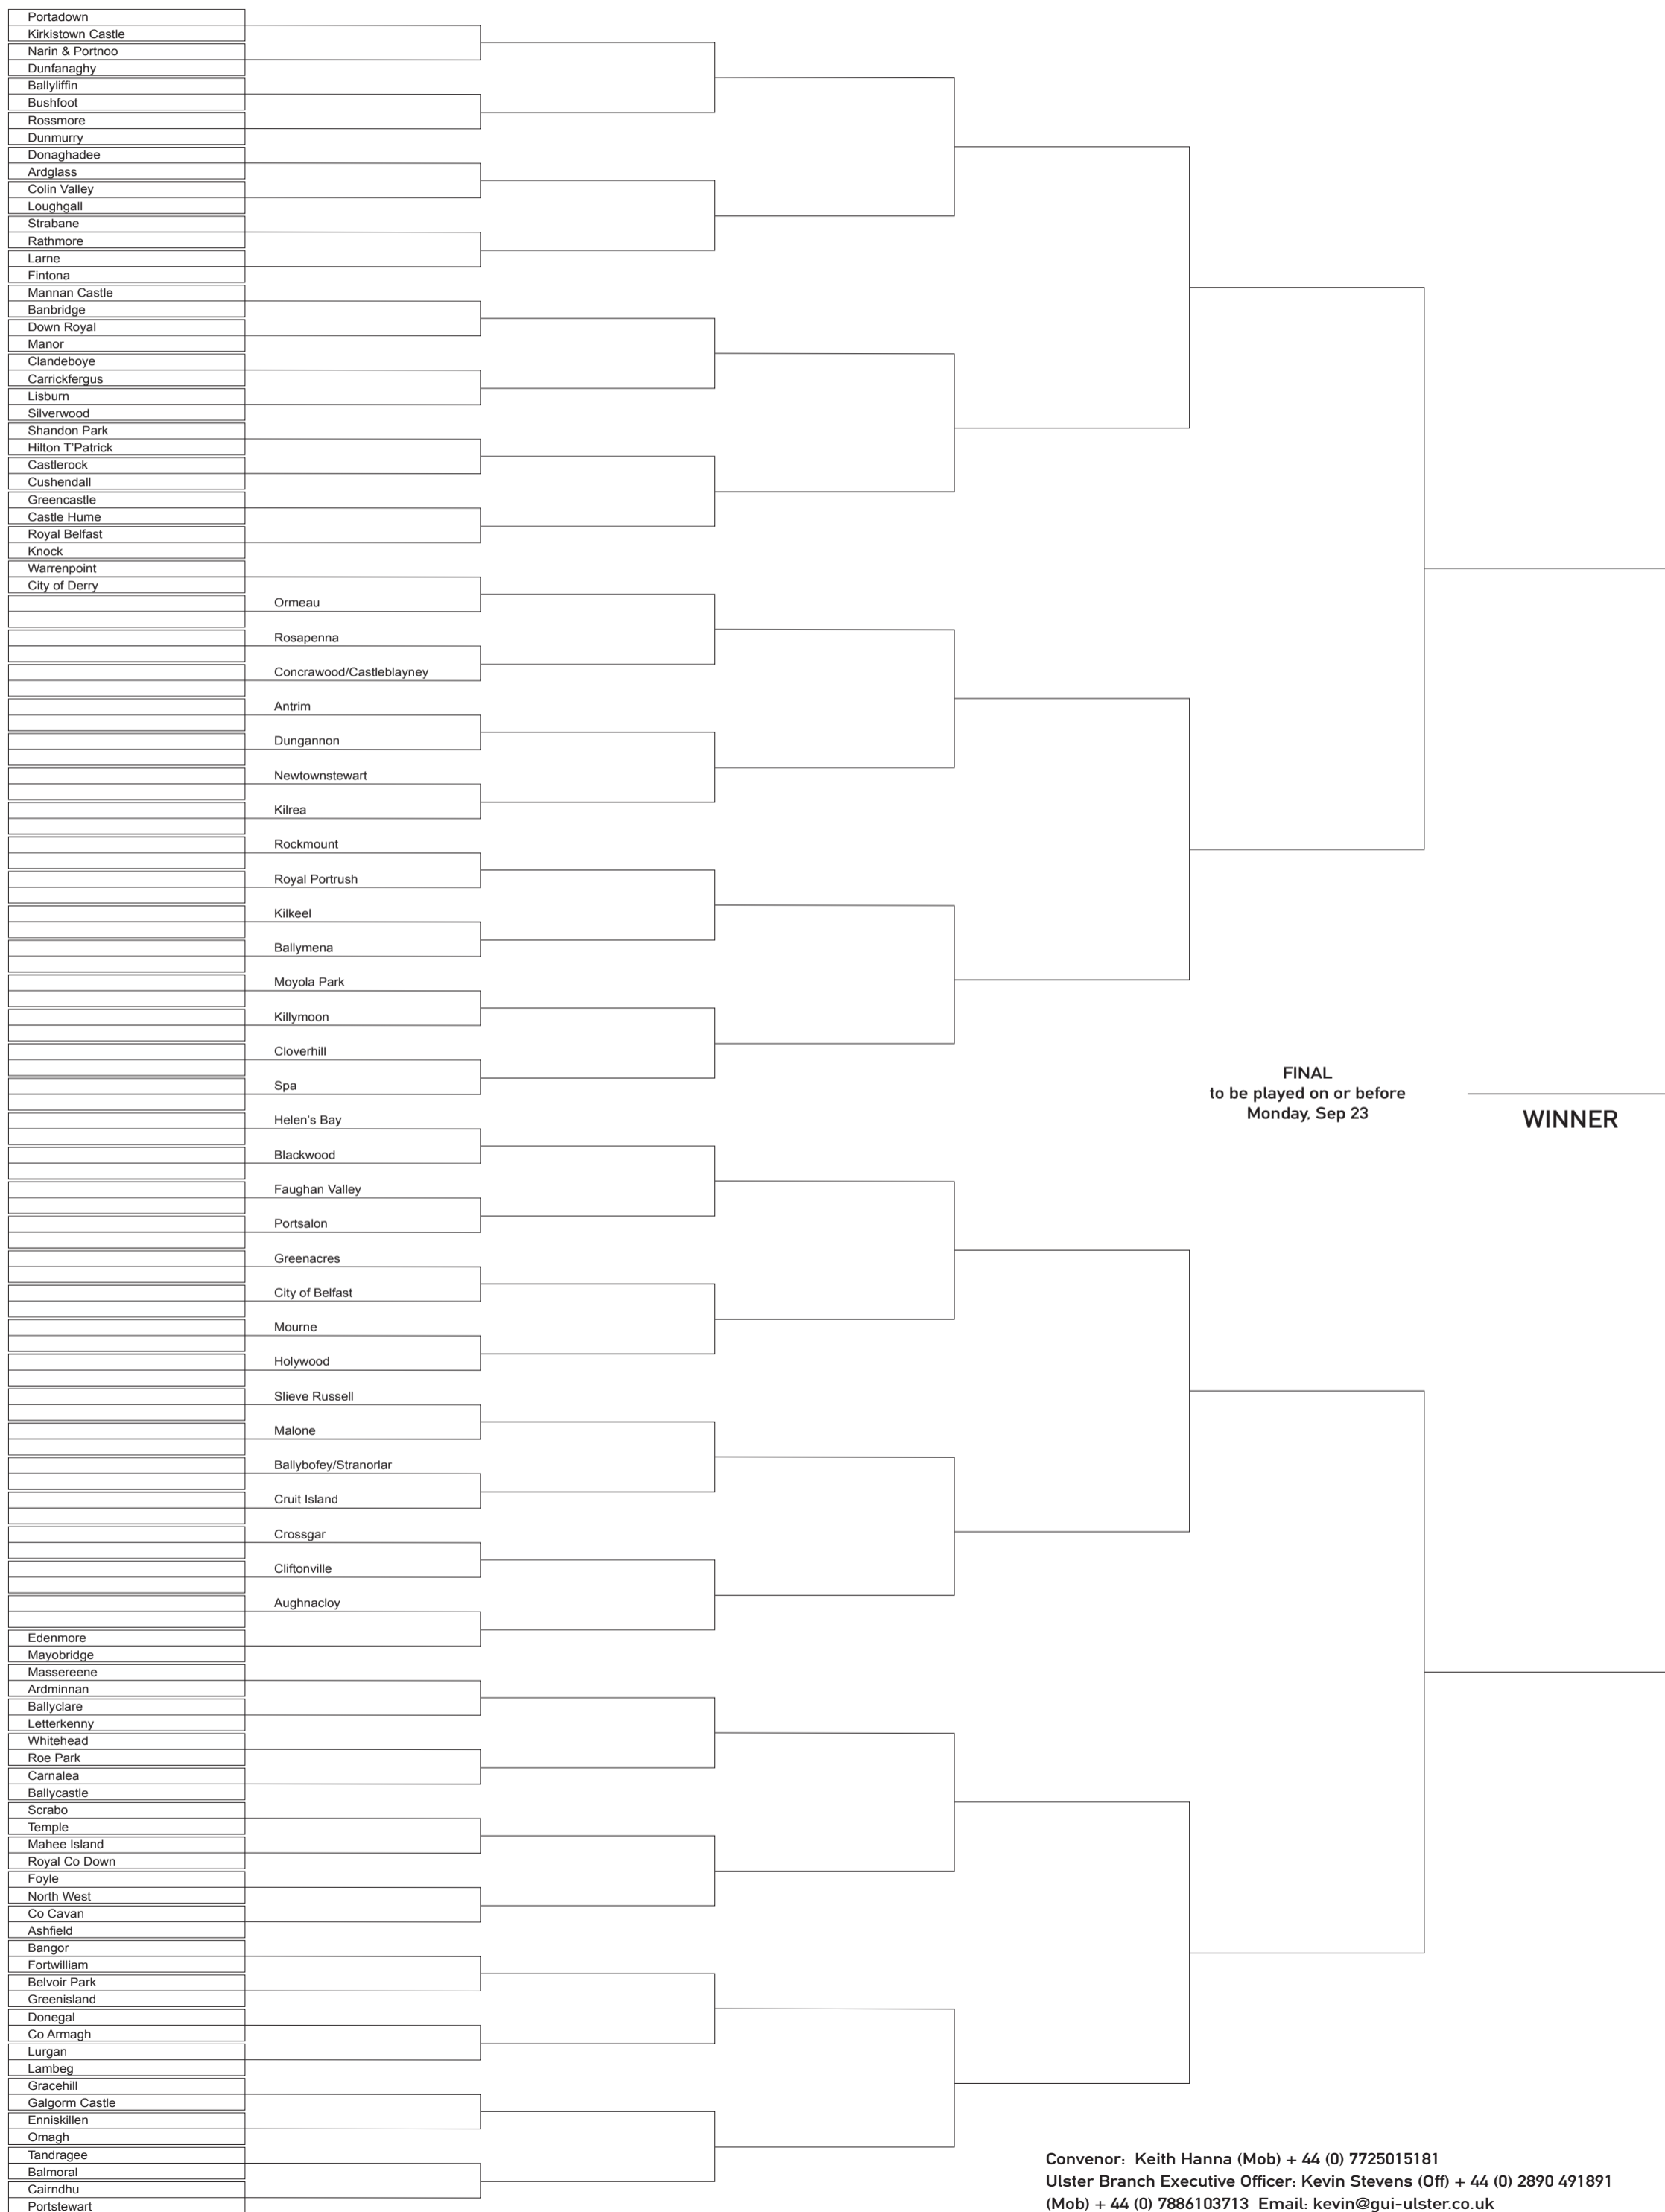 Portadown
Kirkistown Castle
Narin & Portnoo
Dunfanaghy
Ballyliffin
Bushfoot
Rossmore
Dunmurry
Donaghadee
Ardglass
Colin Valley
Loughgall
Strabane
Rathmore
Larne
Fintona
Mannan Castle
Banbridge
Down Royal
Manor
Clandeboye
Carrickfergus
Lisburn
Silverwood
Shandon Park
Hilton T'Patrick
Castlerock
Cushendall
Greencastle
Castle Hume
Royal Belfast
Knock
Warrenpoint
City of Derry
Ormeau
Rosapenna
Concrawood/Castleblayney
Antrim
Dungannon
Newtownstewart
Kilrea
Rockmount
Royal Portrush
Kilkeel
Ballymena
Moyola Park
Killymoon
Cloverhill
Spa
Helen's Bay
Blackwood
Faughan Valley
Portsalon
Greenacres
City of Belfast
Mourne
Holywood
Slieve Russell
Malone
Ballybofey/Stranorlar
Cruit Island
Crossgar
Cliftonville
Aughnacloy
Edenmore
Mayobridge
Massereene
Ardminnan
Ballyclare
Letterkenny
Whitehead
Roe Park
Carnalea
Ballycastle
Scrabo
Temple
Mahee Island
Royal Co Down
Foyle
North West
Co Cavan
Ashfield
Bangor
Fortwilliam
Belvoir Park
Greenisland
Donegal
Co Armagh
Lurgan
Lambeg
Gracehill
Galgorm Castle
Enniskillen
Omagh
Tandragee
Balmoral
Cairndhu
Portstewart
FINAL
to be played on or before
Monday, Sep 23
WINNER
Convenor: Keith Hanna (Mob) + 44 (0) 7725015181
Ulster Branch Executive Officer: Kevin Stevens (Off) + 44 (0) 2890 491891
(Mob) + 44 (0) 7886103713 Email: kevin@gui-ulster.co.uk